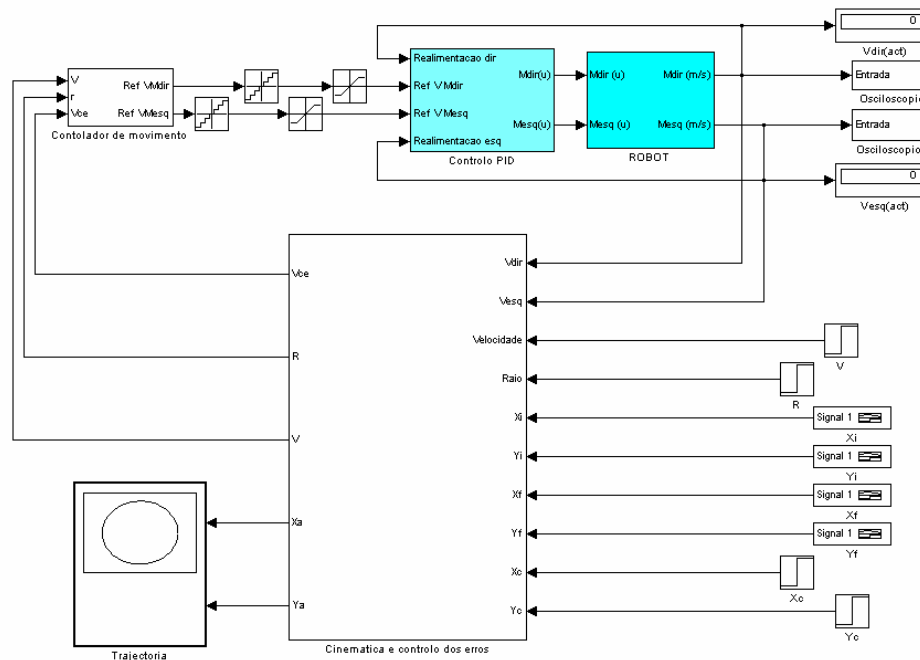 0
Vdir(act)
V
r
Vce
Ref VMdir
Ref VMesq
Contolador de movimento
Realimentacao dir
Ref VMdir
Ref VMesq
Realimentacao esq
Mdir(u)
Mesq(u)
Controlo PID
Mdir (u)
Mesq (u)
Mdir (m/s)
Mesq (m/s)
ROBOT
Entrada
Osciloscopio
Entrada
Osciloscopio
0
Vesq(act)
Vce
R
V
Xa
Ya
Vdir
Vesq
Velocidade
Raio
Xi
Yi
Xf
Yf
Xc
Yc
Cinematica e controlo dos erros
V
R
Signal 1
Xi
Signal 1
Yi
Signal 1
Xf
Signal 1
Yf
Xc
Yc
Trajectoria